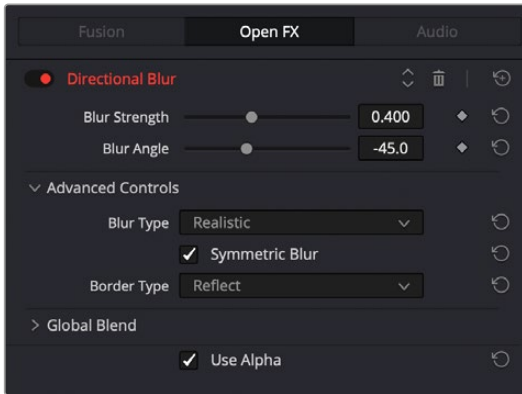 Fusion Open FX Audio
Directional Blur
Blur Strength 0.400
Blur Angle -45.0
Advanced Controls
Blur Type Realistic
Symmetric Blur
Border Type Reflect
Global Blend
Use Alpha